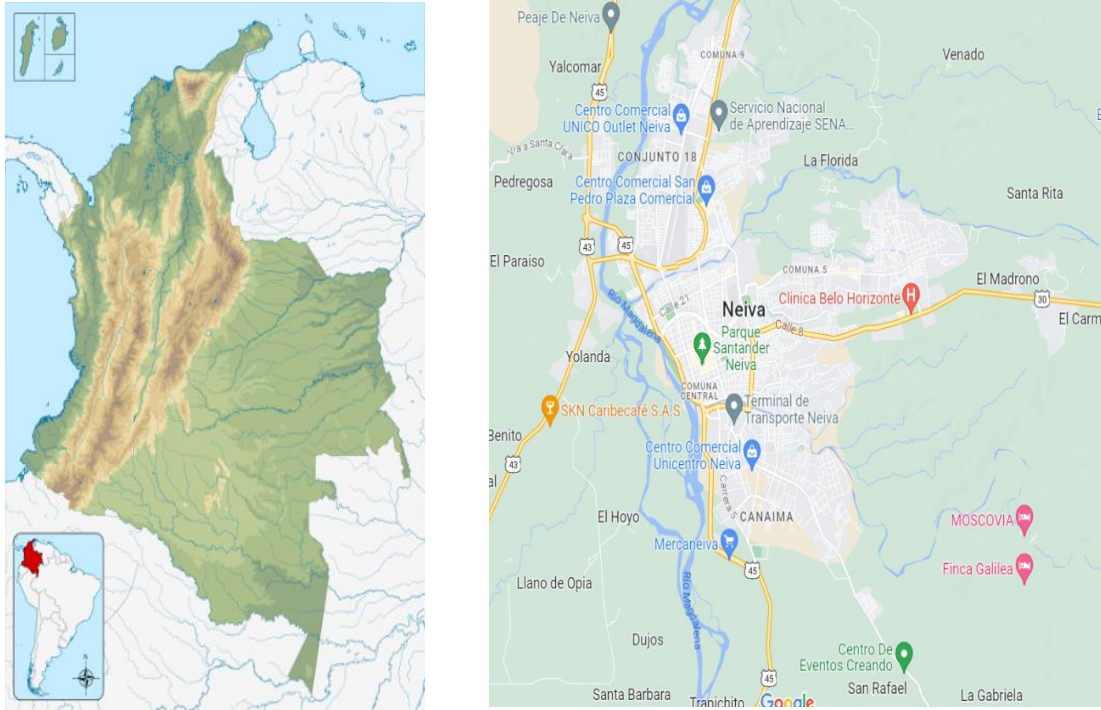 N
Peaje De Neiva
COMUNA 9
Venado
Yalcomar
45
Centro Comercial
UNICO Outlet Neiva
Servicio Nacional
de Aprendizaje SENA...
Vía a Santa Clara
CONJUNTO 18
La Florida
Pedregosa
Centro Comercial San
Pedro Plaza Comercial
Santa Rita
43
45
El Paraiso
COMUNA 5
El Madrono
Clinica Belo Horizonte
H
30
Rio Magdalena
Calle 21
Neiva
El Carm
Calle 8
Parque
Santander
Neiva
Yolanda
COMUNA
CENTRAL
SKN Caribecafé S.A.S
Terminal de
Transporte Neiva
Benito
43
Centro Comercial
Unicentro Neiva
al
Carrera 5
El Hoyo
CANAIMA
MOSCOVIA
Mercaneiva
45
Finca Galilea
Llano de Opia
Rio Magdalena
Dujos
Centro De
Eventos Creando
45
San Rafael
Santa Barbara
Trapichito
Google
La Gabriela